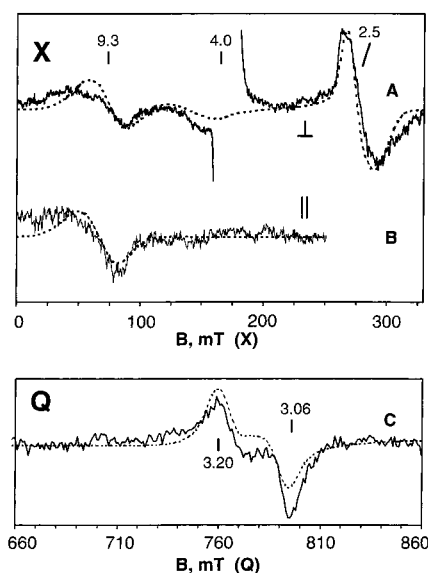 X
9.3
4.0
2.5
A
⊥
||
B
0 100 200 300
B, mT (X)
Q
3.06
C
3.20
660 710 760 810 860
B, mT (Q)